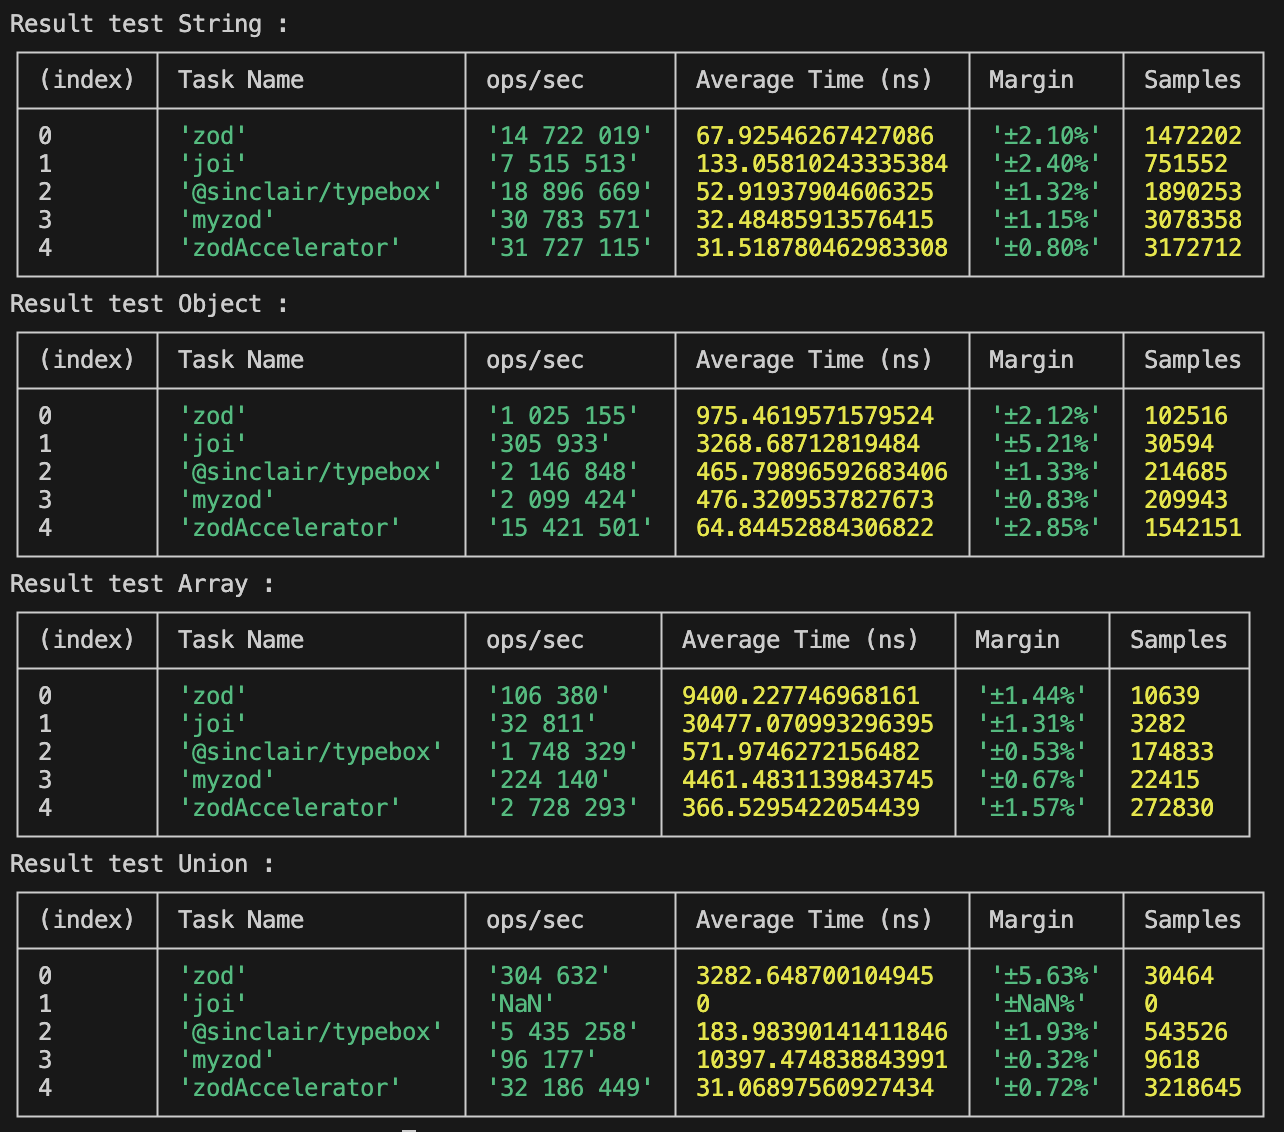 Result test String :
(index) Task Name ops/sec Average Time (ns) Margin Samples
0 'zod' '14 722 019' 67.92546267427086 '±2.10%' 1472202
1 'joi' '7 515 513' 133.05810243335384 '±2.40%' 751552
2 '@sinclair/typebox' '18 896 669' 52.91937904606325 '±1.32%' 1890253
3 'myzod' '30 783 571' 32.48485913576415 '±1.15%' 3078358
4 'zodAccelerator' '31 727 115' 31.518780462983308 '±0.80%' 3172712
Result test Object :
(index) Task Name ops/sec Average Time (ns) Margin Samples
0 'zod' '1 025 155' 975.4619571579524 '±2.12%' 102516
1 'joi' '305 933' 3268.68712819484 '±5.21%' 30594
2 '@sinclair/typebox' '2 146 848' 465.79896592683406 '±1.33%' 214685
3 'myzod' '2 099 424' 476.3209537827673 '±0.83%' 209943
4 'zodAccelerator' '15 421 501' 64.84452884306822 '±2.85%' 1542151
Result test Array :
(index) Task Name ops/sec Average Time (ns) Margin Samples
0 'zod' '106 380' 9400.227746968161 '±1.44%' 10639
1 'joi' '32 811' 30477.070993296395 '±1.31%' 3282
2 '@sinclair/typebox' '1 748 329' 571.9746272156482 '±0.53%' 174833
3 'myzod' '224 140' 4461.4831139843745 '±0.67%' 22415
4 'zodAccelerator' '2 728 293' 366.5295422054439 '±1.57%' 272830
Result test Union :
(index) Task Name ops/sec Average Time (ns) Margin Samples
0 'zod' '304 632' 3282.648700104945 '±5.63%' 30464
1 'joi' 'NaN' 0 '±NaN%' 0
2 '@sinclair/typebox' '5 435 258' 183.98390141411846 '±1.93%' 543526
3 'myzod' '96 177' 10397.474838843991 '±0.32%' 9618
4 'zodAccelerator' '32 186 449' 31.06897560927434 '±0.72%' 3218645